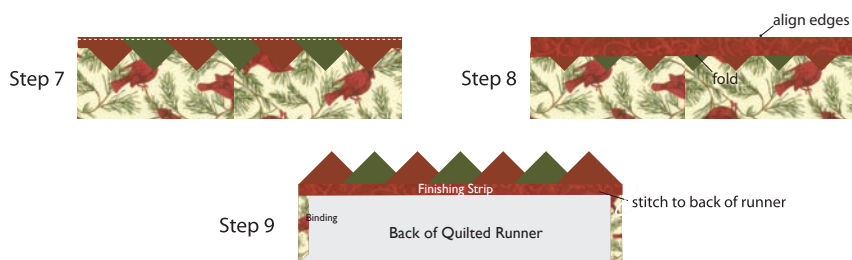 align edges
Step 7
Step 8
fold
Finishing Strip
stitch to back of runner
Binding
Step 9
Back of Quilted Runner